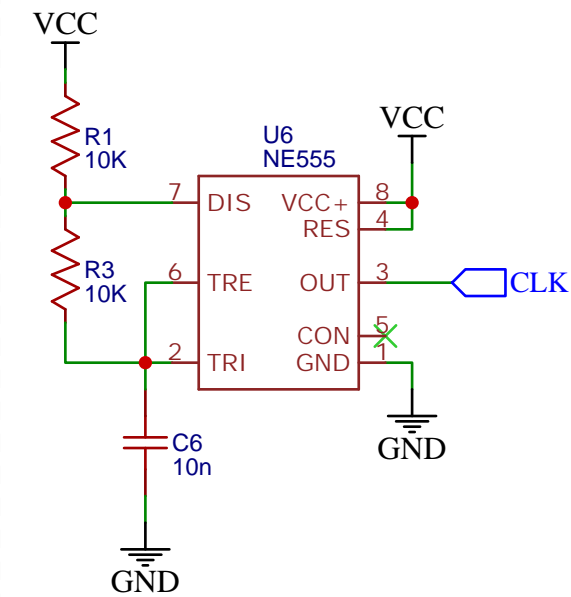 VCC
R1
10K
R3
10K
U6
NE555
VCC
7 DIS VCC+ 8
RES 4
6 TRE OUT 3
CLK
CON 5
2 TRI GND 1
C6
10n
GND
GND